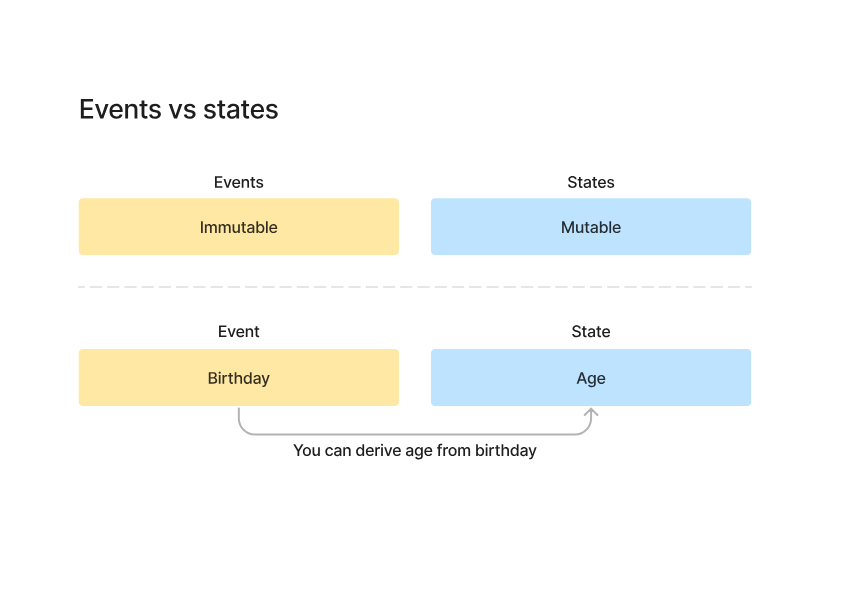 Events vs states
Events
States
Immutable
Mutable
Event
State
Birthday
Age
You can derive age from birthday